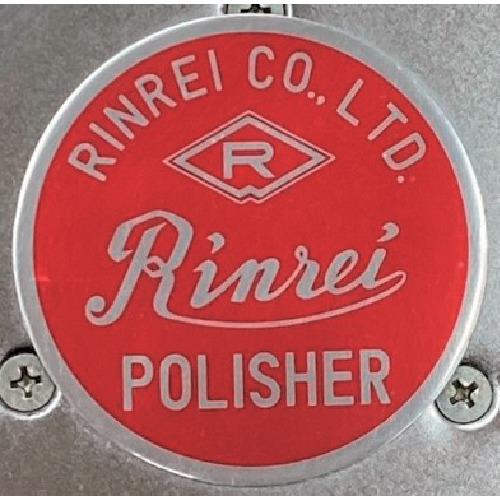 RINREI CO., LTD.
R
Rinrei
POLISHER